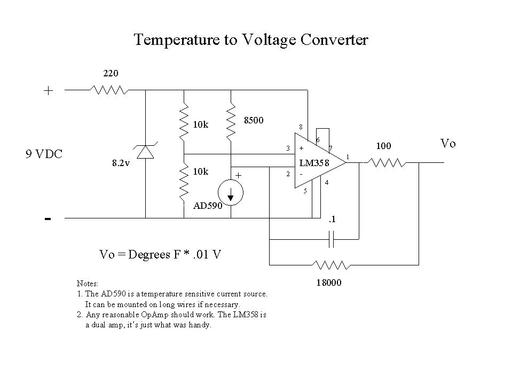 Temperature to Voltage Converter
220
+
10k
8500
8
6
7
3
+
100
Vo
9 VDC
8.2v
LM358
1
10k
2
-
+
4
5
AD590
-
.1
Vo = Degrees F * .01 V
18000
Notes:
1. The AD590 is a temperature sensitive current source.
It can be mounted on long wires if necessary.
2. Any reasonable OpAmp should work. The LM358 is
a dual amp, it's just what was handy.